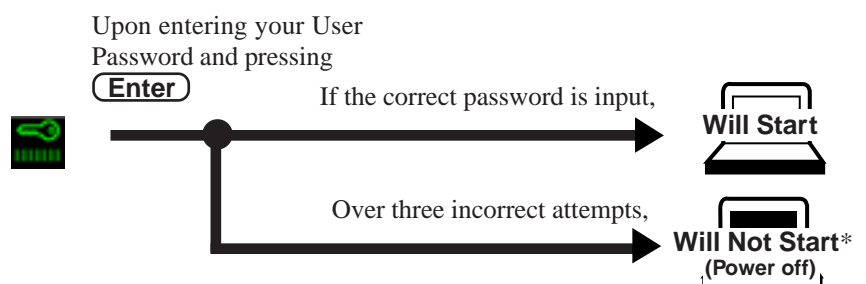 Upon entering your User
Password and pressing
Enter
If the correct password is input,
Will Start
Over three incorrect attempts,
Will Not Start*
(Power off)